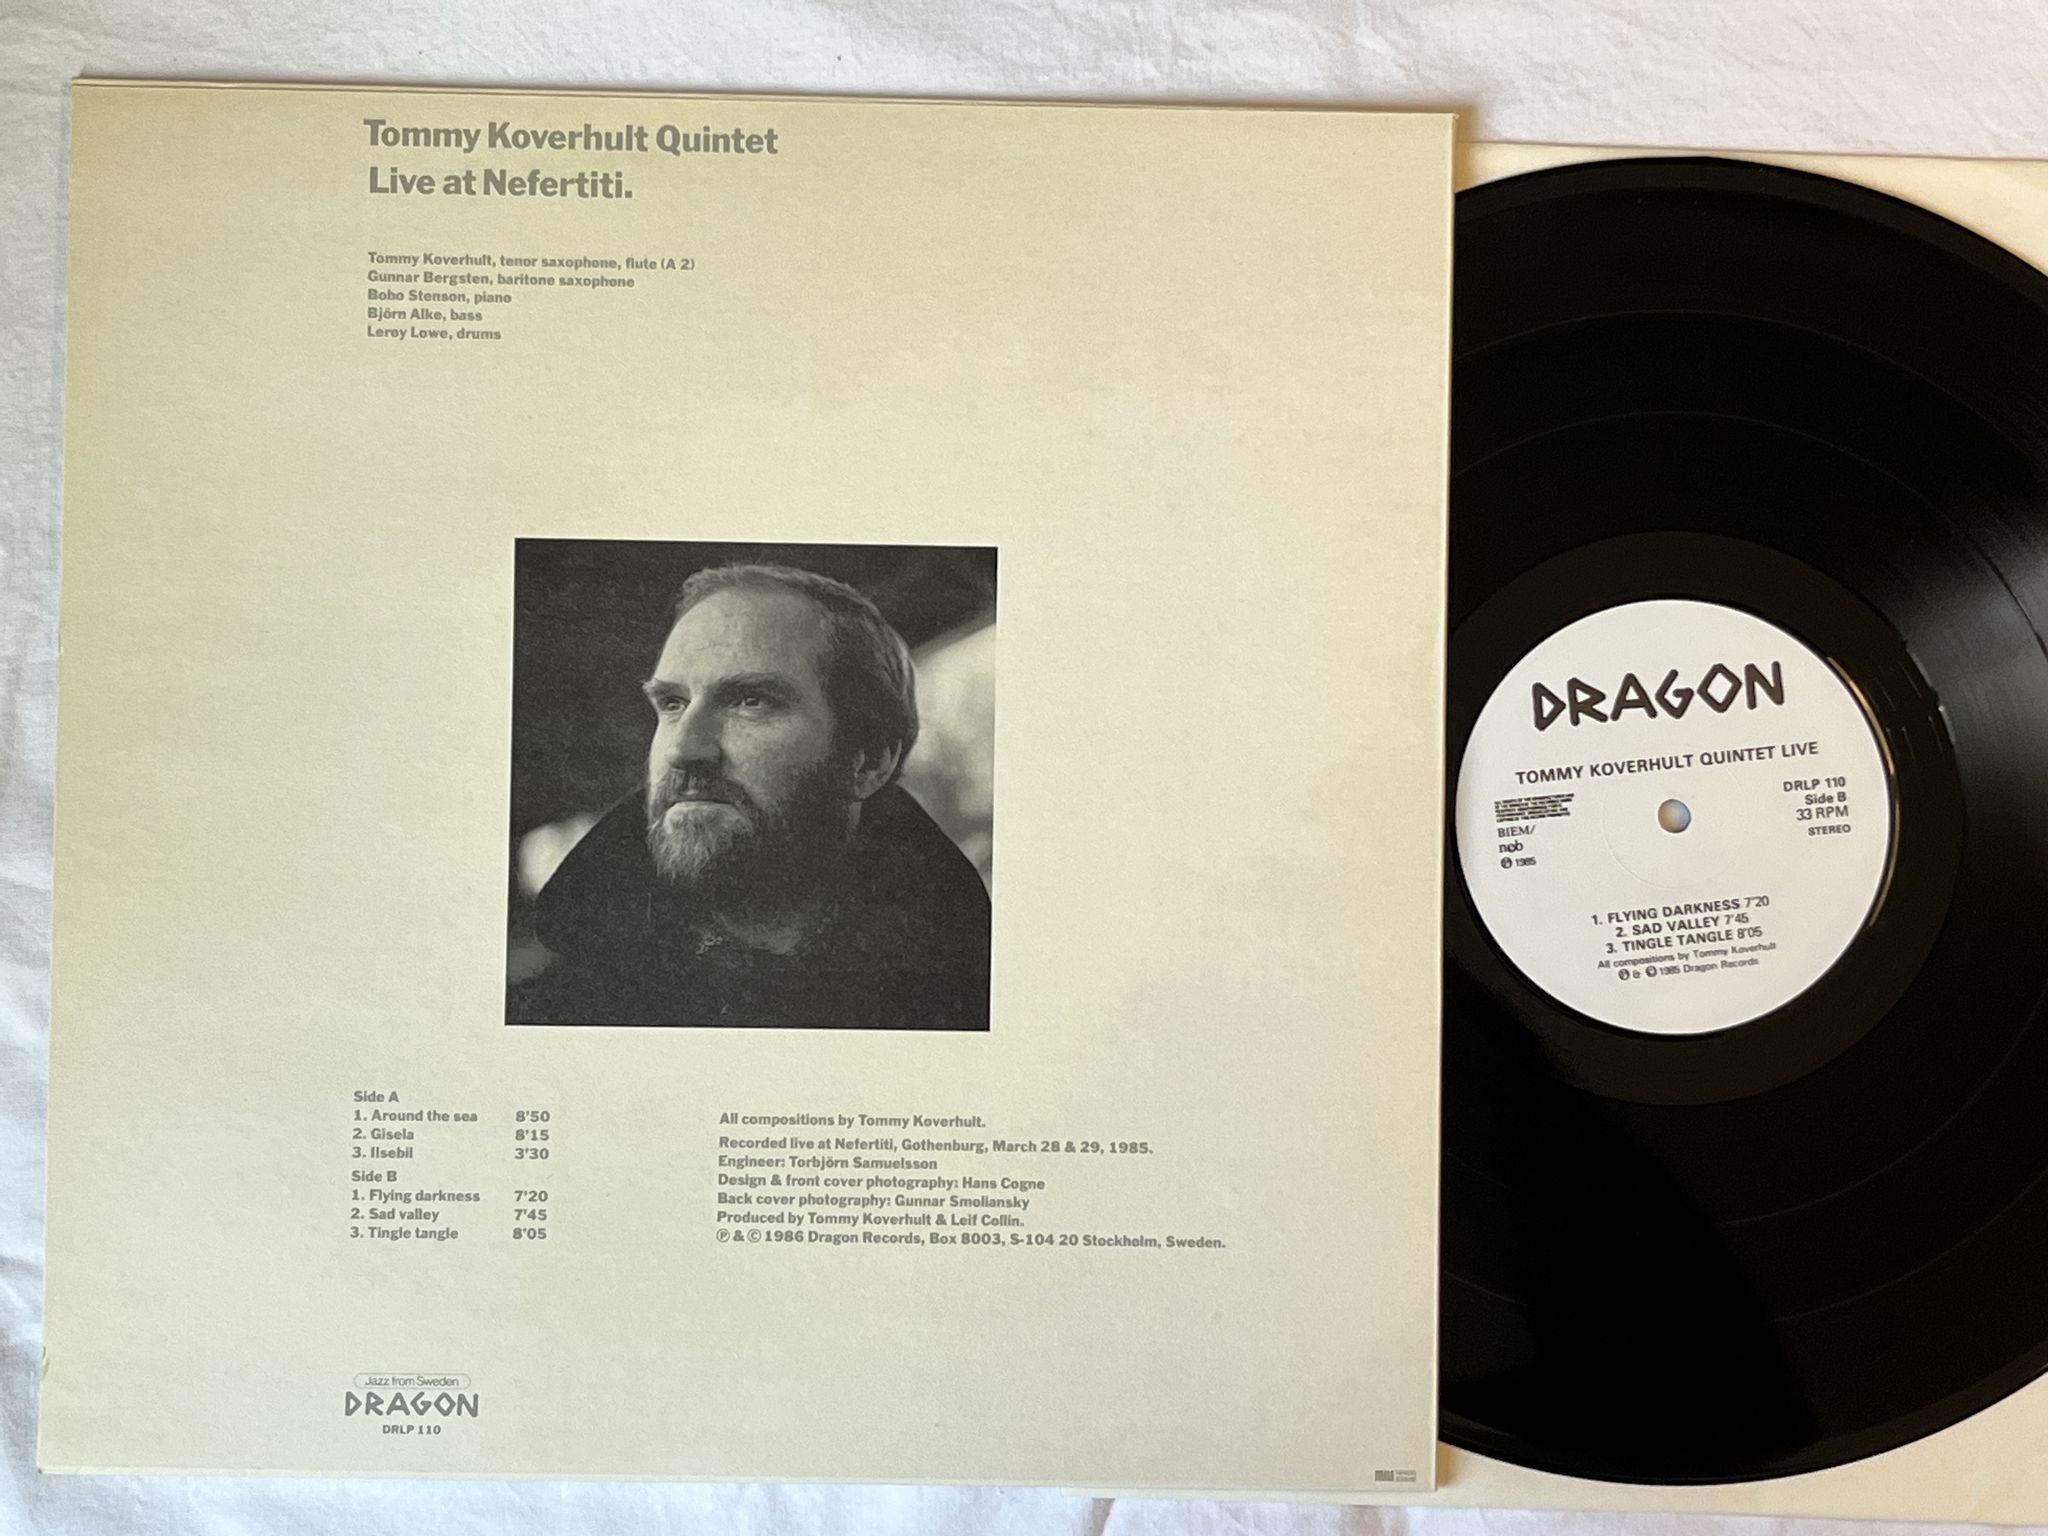 Tommy Koverhult Quintet
Live at Nefertiti.
Tommy Koverhult, tenor saxophone, flute (A 2)
Gunnar Bergsten, baritone saxophone
Bobo Stenson, piano
Björn Alke, bass
Leroy Lowe, drums
Side A
1. Around the sea 8'50
2. Gisela 8'15
3. Ilsebil 3'30
Side B
1. Flying darkness 7'20
2. Sad valley 7'45
3. Tingle tangle 8'05
All compositions by Tommy Koverhult.
Recorded live at Nefertiti, Gothenburg, March 28 & 29, 1985.
Engineer: Torbjörn Samuelsson
Design & front cover photography: Hans Cogne
Back cover photography: Gunnar Smoliansky
Produced by Tommy Koverhult & Leif Collin.
Ⓟ & © 1986 Dragon Records, Box 8003, S-104 20 Stockholm, Sweden.
Jazz from Sweden
DRAGON
DRLP 110
DRAGON
TOMMY KOVERHULT QUINTET LIVE
DRLP 110
Side B
33 RPM
STEREO
BIEM/
ncb
Ⓟ 1985
1. FLYING DARKNESS 7'20
2. SAD VALLEY 7'45
3. TINGLE TANGLE 8'05
All compositions by Tommy Koverhult
Ⓟ & © 1985 Dragon Records